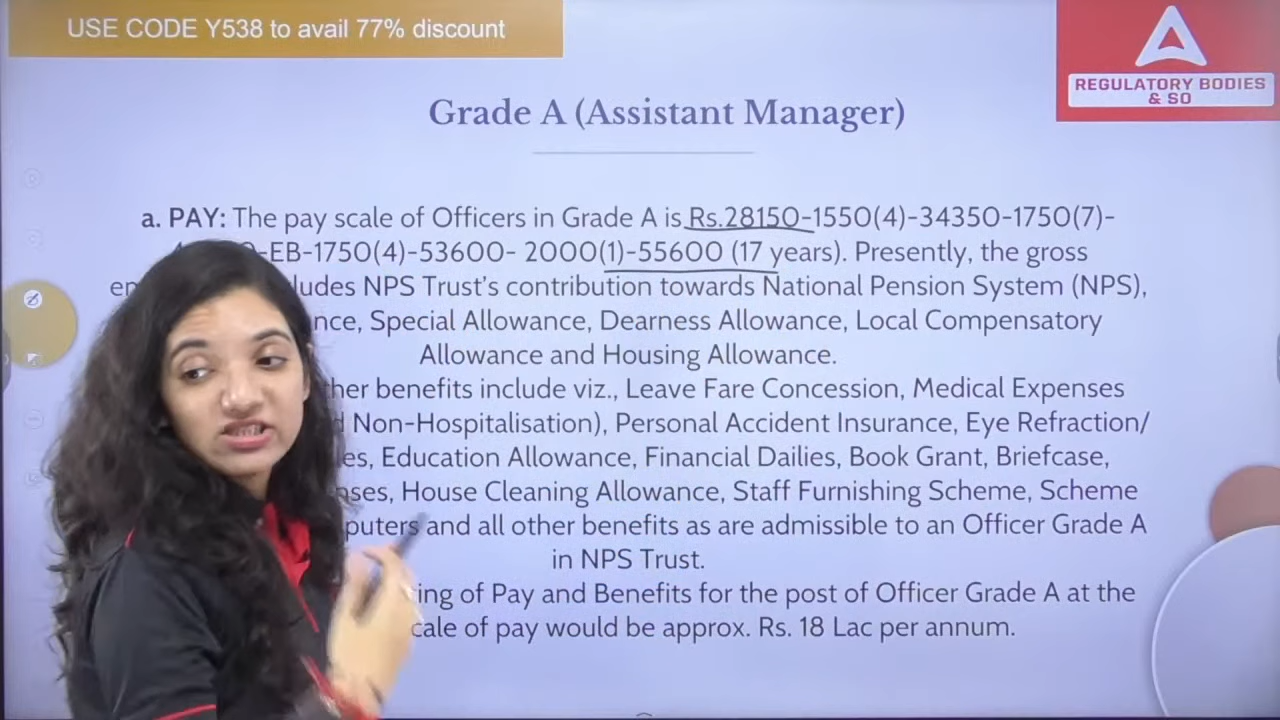 USE CODE Y538 to avail 77% discount
REGULATORY BODIES
& SO
Grade A (Assistant Manager)
a. PAY: The pay scale of Officers in Grade A is Rs.28150-1550(4)-34350-1750(7)-
-EB-1750(4)-53600- 2000(1)-55600 (17 years). Presently, the gross
NPS Trust's contribution towards National Pension System (NPS),
Special Allowance, Dearness Allowance, Local Compensatory
Allowance and Housing Allowance.
benefits include viz., Leave Fare Concession, Medical Expenses
Non-Hospitalisation), Personal Accident Insurance, Eye Refraction/
Education Allowance, Financial Dailies, Book Grant, Briefcase,
House Cleaning Allowance, Staff Furnishing Scheme, Scheme
and all other benefits as are admissible to an Officer Grade A
in NPS Trust.
of Pay and Benefits for the post of Officer Grade A at the
of pay would be approx. Rs. 18 Lac per annum.